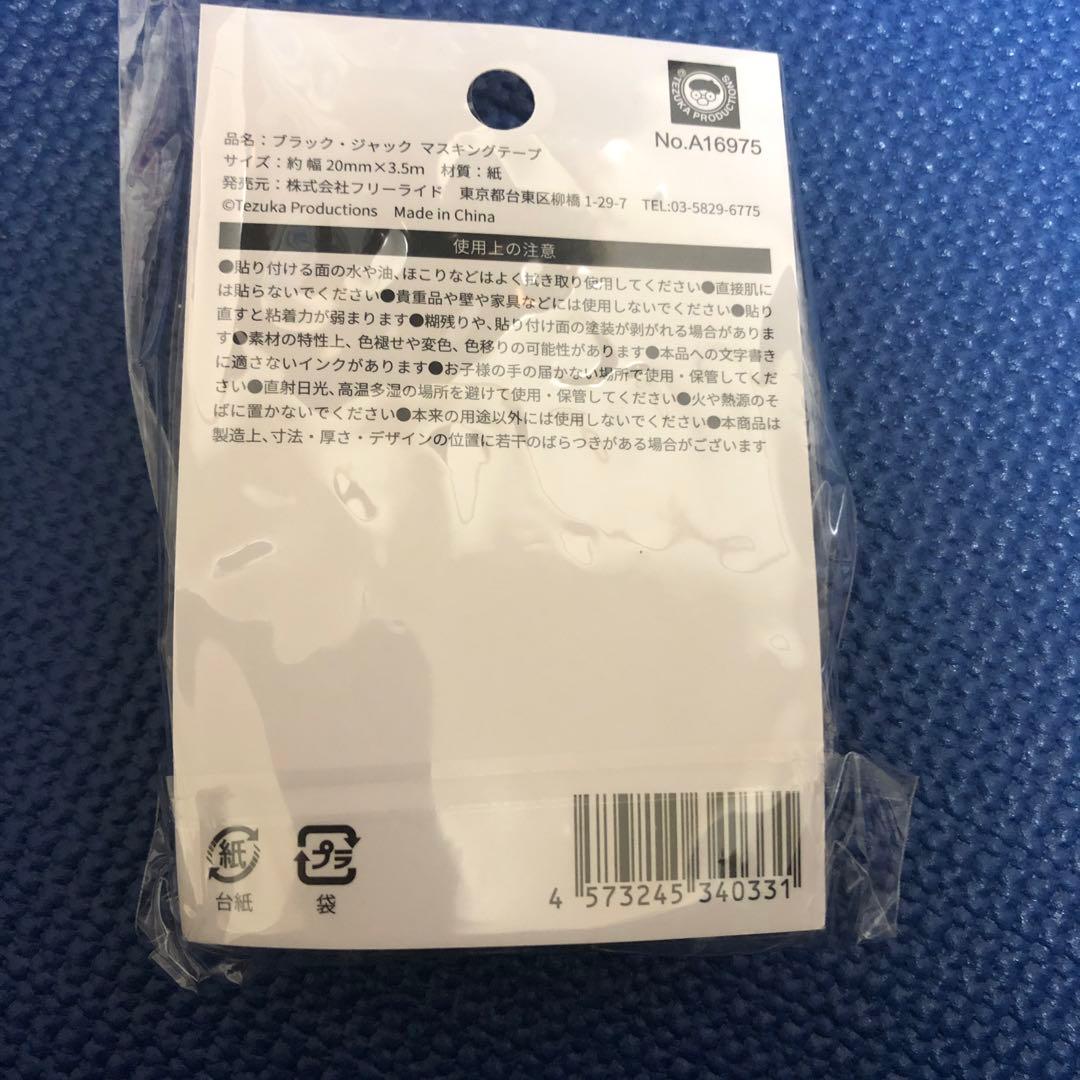 ©TEZUKA PRODUCTIONS
No.A16975
品名：ブラック・ジャック マスキングテープ
サイズ：約 幅 20mm×3.5m 材質：紙
発売元：株式会社フリーライド 東京都台東区柳橋 1-29-7 TEL:03-5829-6775
©Tezuka Productions Made in China
使用上の注意
●貼り付ける面の水や油、ほこりなどはよく拭き取り使用してください●直接肌に
は貼らないでください●貴重品や壁や家具などには使用しないでください●貼り
直すと粘着力が弱まります●糊残りや、貼り付け面の塗装が剥がれる場合がありま
す●素材の特性上、色褪せや変色、色移りの可能性があります●本品への文字書き
に適さないインクがあります●お子様の手の届かない場所で使用・保管してくだ
さい●直射日光、高温多湿の場所を避けて使用・保管してください●火や熱源のそ
ばに置かないでください●本来の用途以外には使用しないでください●本商品は
製造上、寸法・厚さ・デザインの位置に若干のばらつきがある場合がございます
紙
台紙
プラ
袋
4 573245 340331